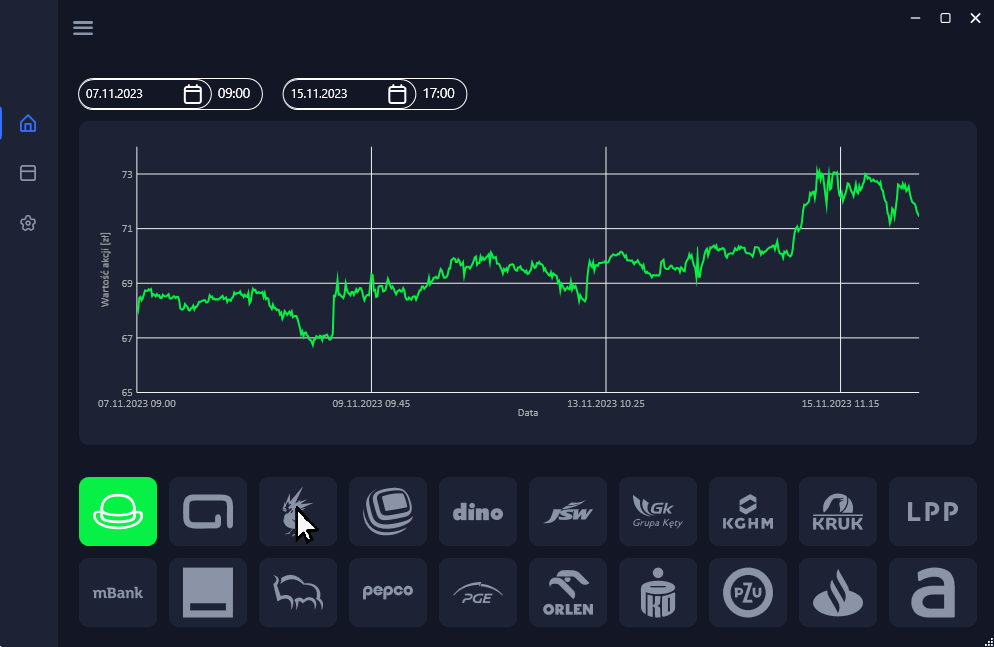 07.11.2023 09:00 15.11.2023 17:00
73
71
69
67
65
Wartość akcji [zł]
07.11.2023 09.00 09.11.2023 09.45 13.11.2023 10.25 15.11.2023 11.15
Data
dino JSW Gk Grupa Kęty KGHM KRUK LPP
mBank pepco PGE ORLEN PKO PZU a